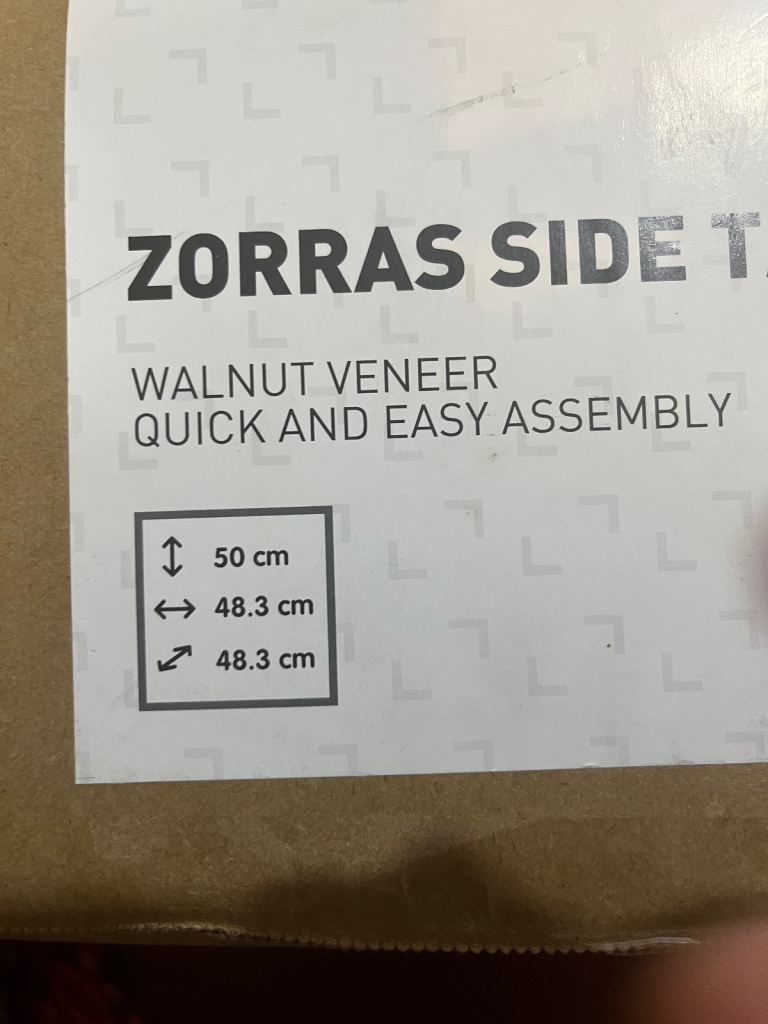 ZORRAS SIDE
WALNUT VENEER
QUICK AND EASY ASSEMBLY
50 cm
48.3 cm
48.3 cm